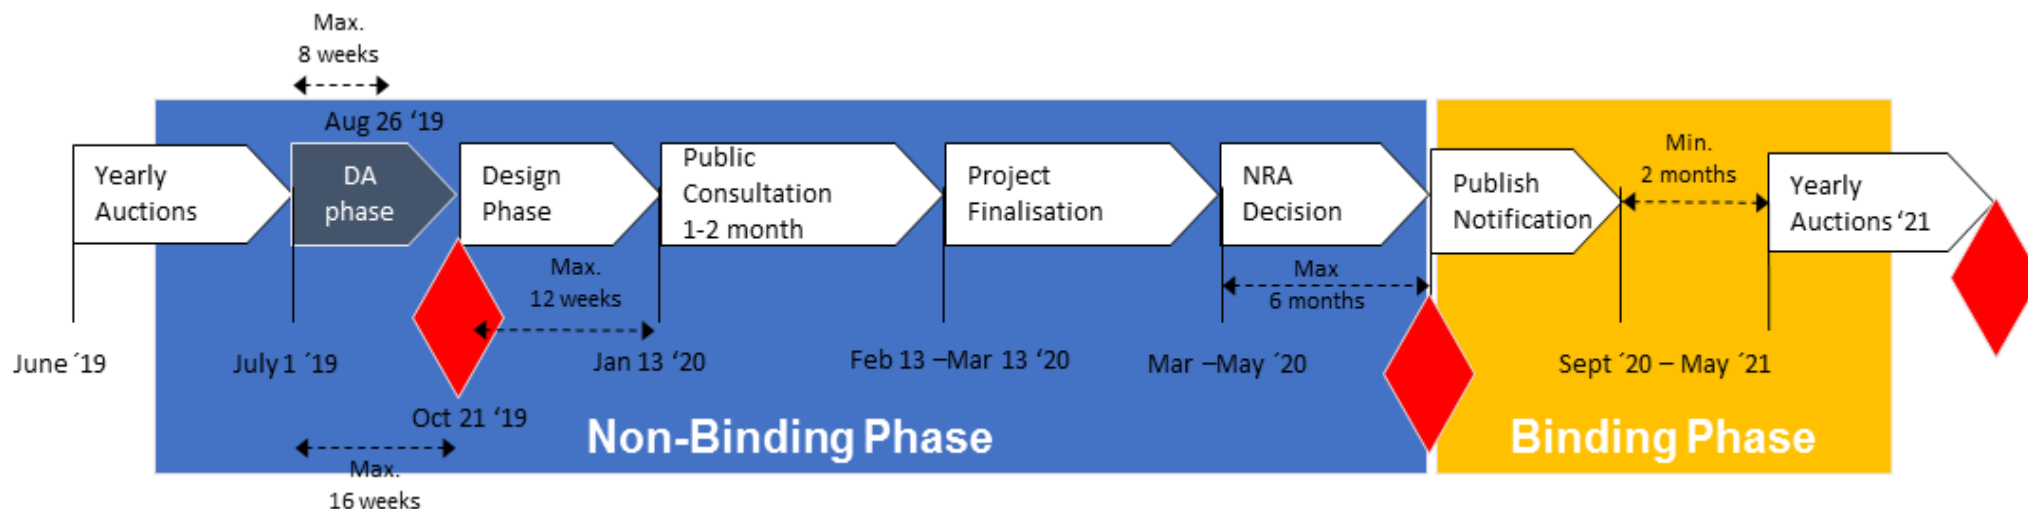 Max.
8 weeks
Aug 26 ‘19
Yearly
Auctions
DA
phase
Design
Phase
Public
Consultation
1-2 month
Project
Finalisation
NRA
Decision
Publish
Notification
Min.
2 months
Yearly
Auctions ‘21
Max.
12 weeks
Max
6 months
June ´19
July 1 ´19
Jan 13 ‘20
Feb 13 –Mar 13 ‘20
Mar –May ´20
Sept ´20 – May ´21
Oct 21 ‘19
Non-Binding Phase
Binding Phase
Max.
16 weeks